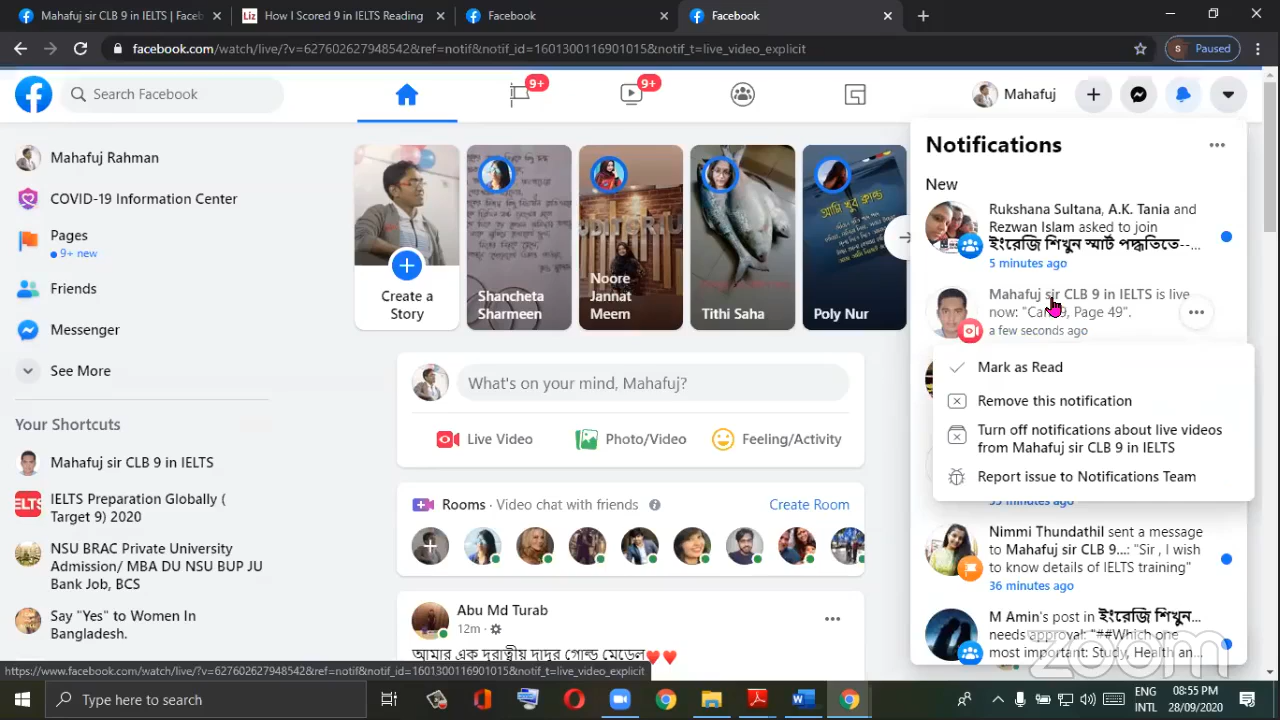 Mahafuj sir CLB 9 in IELTS | Faceb
How I Scored 9 in IELTS Reading
Facebook
Facebook
facebook.com/watch/live/?v=627602627948542&ref=notif&notif_id=1601300116901015&notif_t=live_video_explicit
Paused
Search Facebook
9+
9+
Mahafuj
Mahafuj Rahman
COVID-19 Information Center
Pages
9+ new
Friends
Messenger
See More
Your Shortcuts
Mahafuj sir CLB 9 in IELTS
IELTS Preparation Globally (
Target 9) 2020
NSU BRAC Private University
Admission/ MBA DU NSU BUP JU
Bank Job, BCS
Say "Yes" to Women In
Bangladesh.
Create a
Story
Shancheta
Sharmeen
Noore
Jannat
Meem
Tithi Saha
Poly Nur
What's on your mind, Mahafuj?
Live Video
Photo/Video
Feeling/Activity
Rooms · Video chat with friends
Create Room
Abu Md Turab
12m ·
আমার এক দূরাত্মীয় দাদুর গোল্ড মেডেল
Notifications
New
Rukshana Sultana, A.K. Tania and
Rezwan Islam asked to join
ইংরেজি শিখুন স্মার্ট পদ্ধতিতে--...
5 minutes ago
Mahafuj sir CLB 9 in IELTS is live
now: "Cam 9, Page 49".
a few seconds ago
Mark as Read
Remove this notification
Turn off notifications about live videos
from Mahafuj sir CLB 9 in IELTS
Report issue to Notifications Team
Nimmi Thundathil sent a message
to Mahafuj sir CLB 9...: "Sir , I wish
to know details of IELTS training"
36 minutes ago
M Amin's post in ইংরেজি শিখুন...
needs approval: "##Which one
most important: Study, Health an...
zoom
https://www.facebook.com/watch/live/?v=627602627948542&ref=notif&notif_id=1601300116901015&notif_t=live_video_explicit
Type here to search
ENG
INTL
08:55 PM
28/09/2020